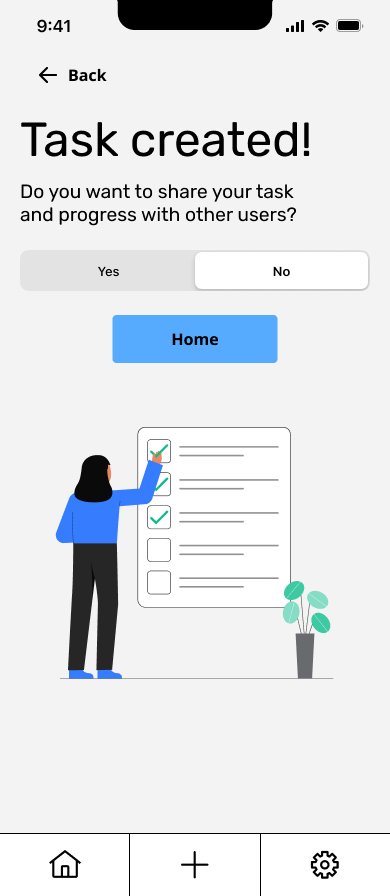 9:41
Back
Task created!
Do you want to share your task
and progress with other users?
Yes
No
Home